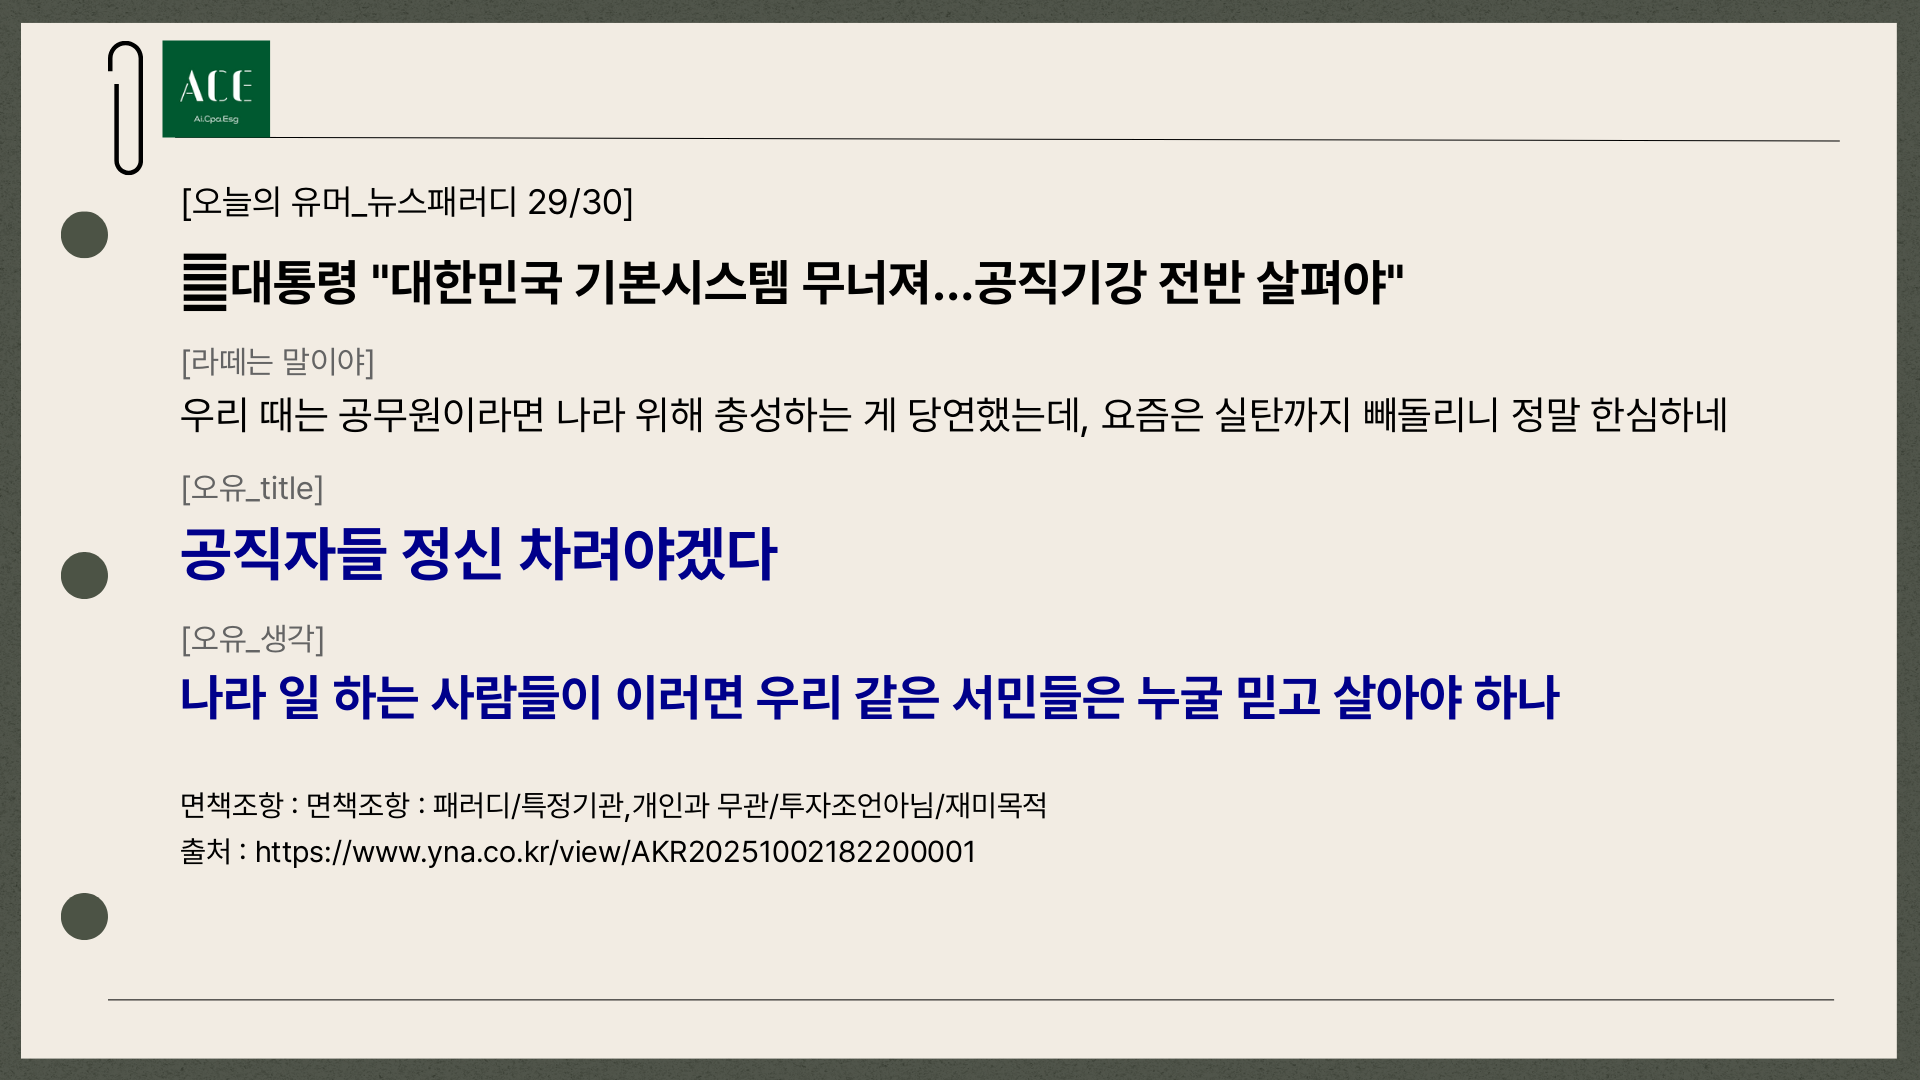 ACE
Ai.Cpa.Esg
[오늘의 유머_뉴스패러디 29/30]
대통령 "대한민국 기본시스템 무너져...공직기강 전반 살펴야"
[라떼는 말이야]
우리 때는 공무원이라면 나라 위해 충성하는 게 당연했는데, 요즘은 실탄까지 빼돌리니 정말 한심하네
[오유_title]
공직자들 정신 차려야겠다
[오유_생각]
나라 일 하는 사람들이 이러면 우리 같은 서민들은 누굴 믿고 살아야 하나
면책조항 : 면책조항 : 패러디/특정기관,개인과 무관/투자조언아님/재미목적
출처 : https://www.yna.co.kr/view/AKR20251002182200001